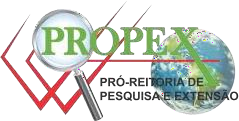 PROPEX
PRÓ-REITORIA DE
PESQUISA E EXTENSÃO